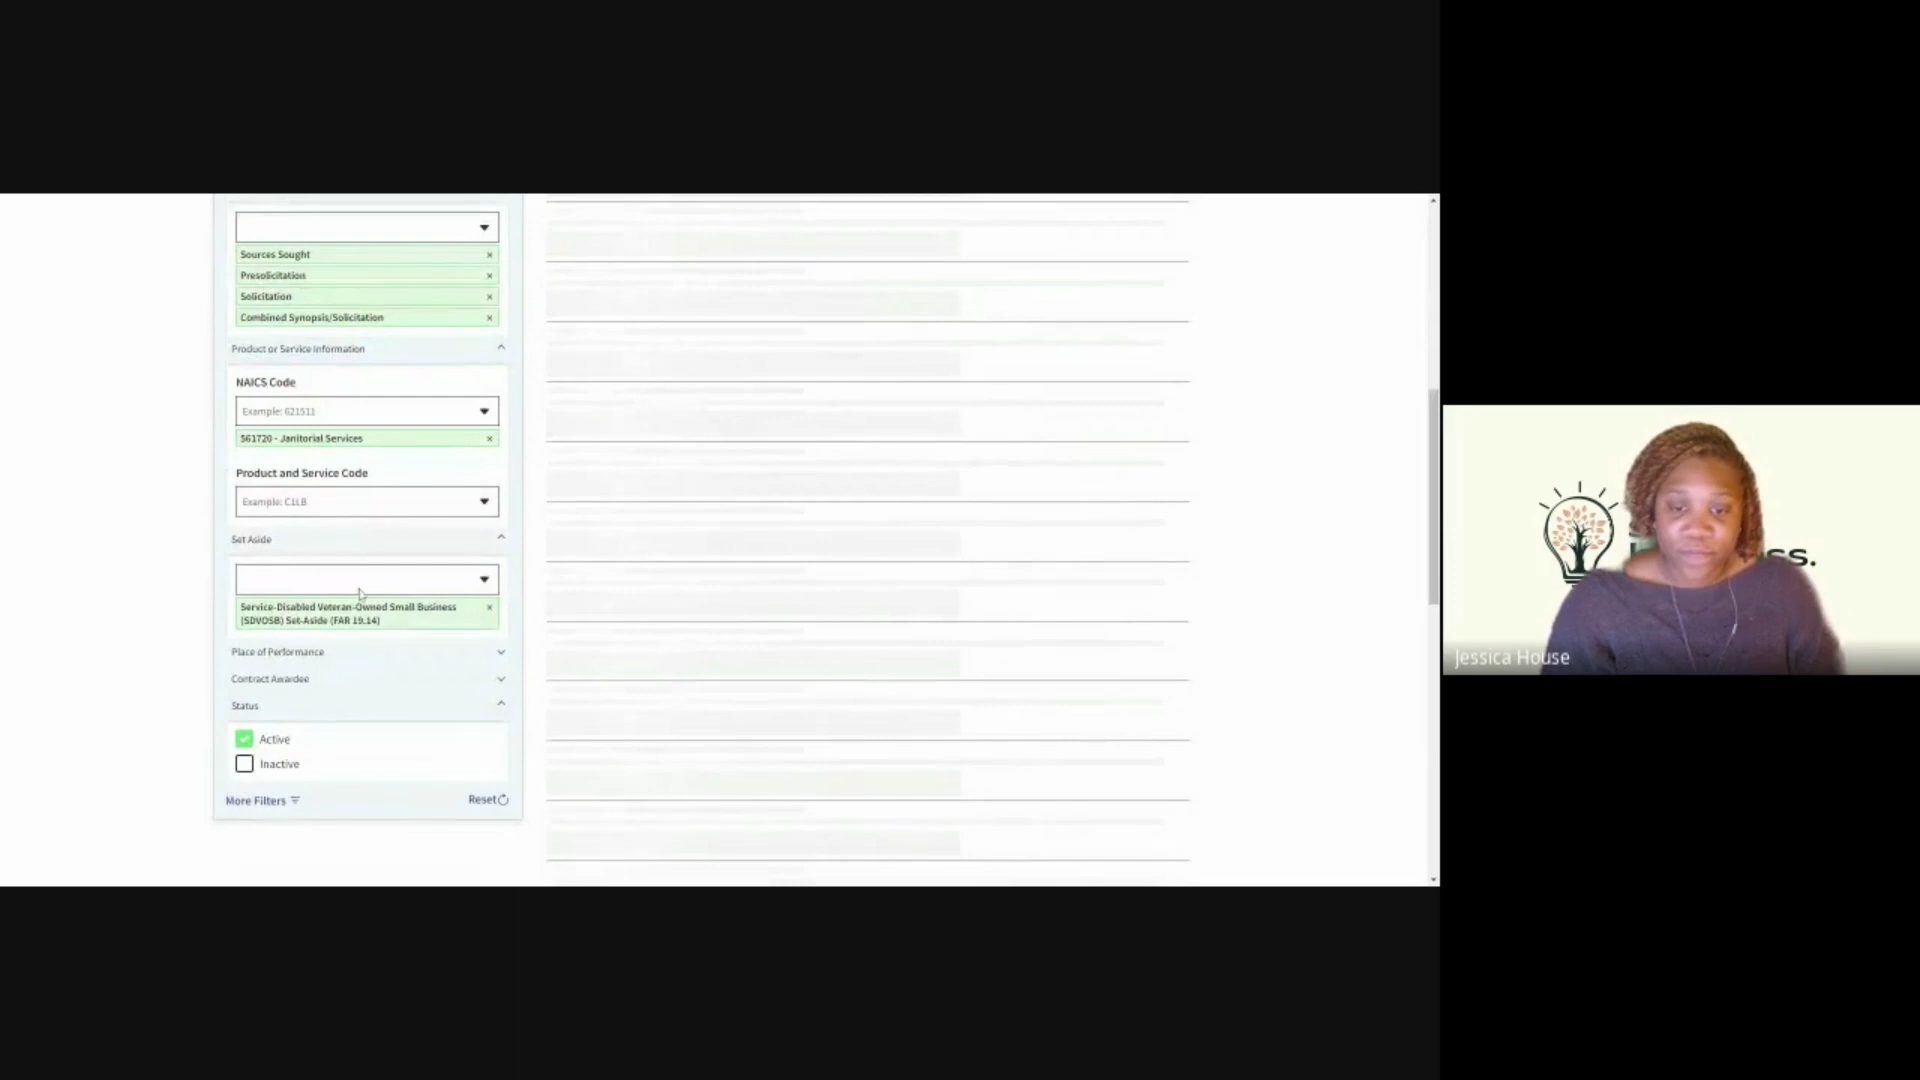 Sources Sought
Presolicitation
Solicitation
Combined Synopsis/Solicitation
Product or Service Information
NAICS Code
Example: 621511
561720 - Janitorial Services
Product and Service Code
Example: C1LB
Set Aside
Service-Disabled Veteran-Owned Small Business
(SDVOSB) Set-Aside (FAR 19.14)
Place of Performance
Contract Awardee
Status
Active
Inactive
More Filters
Reset
Jessica House